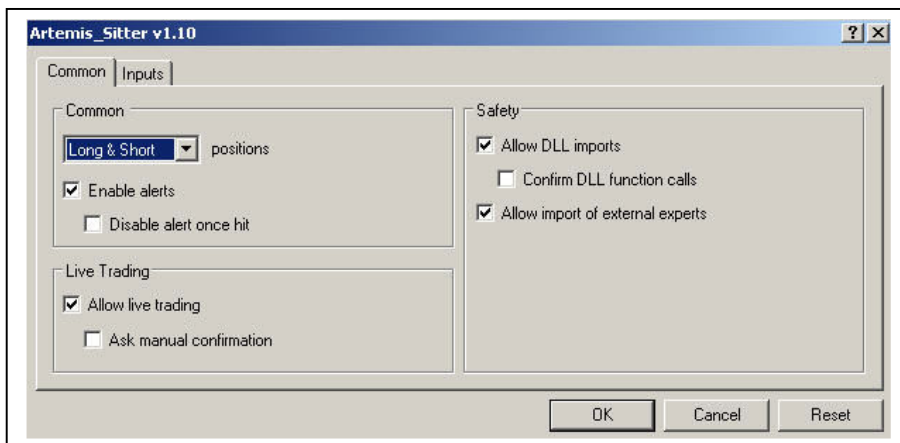 Artemis_Sitter v1.10
Common Inputs
Common
Long & Short positions
Enable alerts
Disable alert once hit
Live Trading
Allow live trading
Ask manual confirmation
Safety
Allow DLL imports
Confirm DLL function calls
Allow import of external experts
OK Cancel Reset